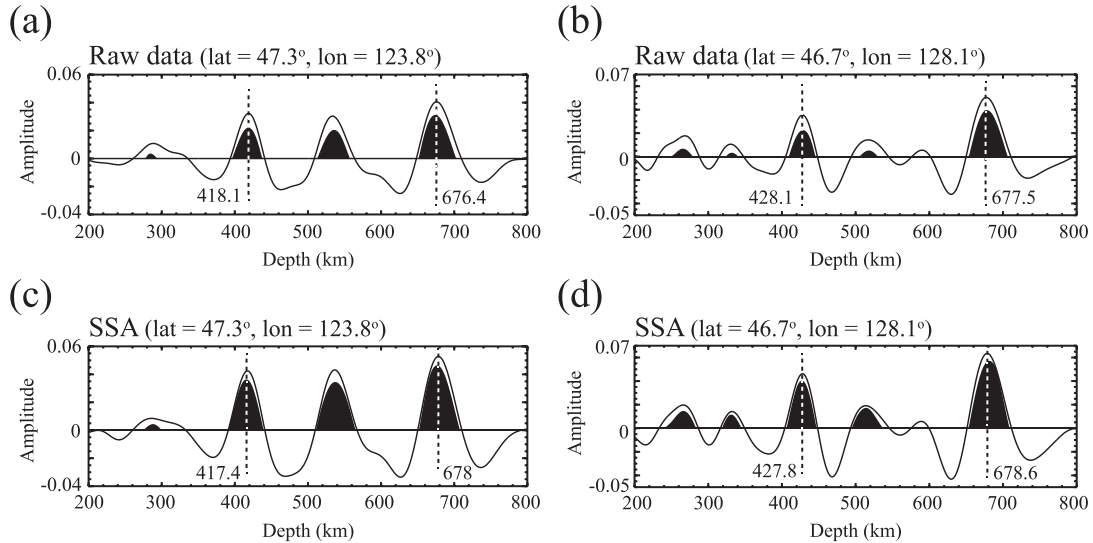 (a)
Raw data (lat = 47.3°, lon = 123.8°)
0.06
0
-0.04
Amplitude
418.1
676.4
200 300 400 500 600 700 800
Depth (km)
(b)
Raw data (lat = 46.7°, lon = 128.1°)
0.07
0
-0.05
Amplitude
428.1
677.5
200 300 400 500 600 700 800
Depth (km)
(c)
SSA (lat = 47.3°, lon = 123.8°)
0.06
0
-0.04
Amplitude
417.4
678
200 300 400 500 600 700 800
Depth (km)
(d)
SSA (lat = 46.7°, lon = 128.1°)
0.07
0
-0.05
Amplitude
427.8
678.6
200 300 400 500 600 700 800
Depth (km)